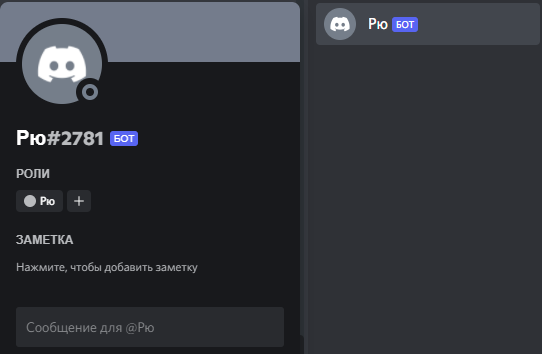 Рю#2781 БОТ
РОЛИ
Рю +
ЗАМЕТКА
Нажмите, чтобы добавить заметку
Сообщение для @Рю
Рю БОТ